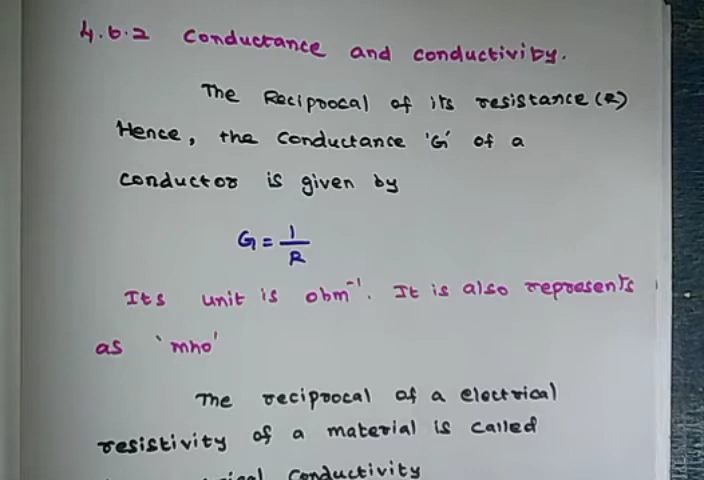 4.6.2 Conductance and conductivity.
The Reciprocal of its resistance (R)
Hence, the conductance 'G' of a
conductor is given by
G = 1/R
Its unit is ohm⁻¹. It is also represents
as 'mho'
The reciprocal of a electrical
resistivity of a material is called
conductivity